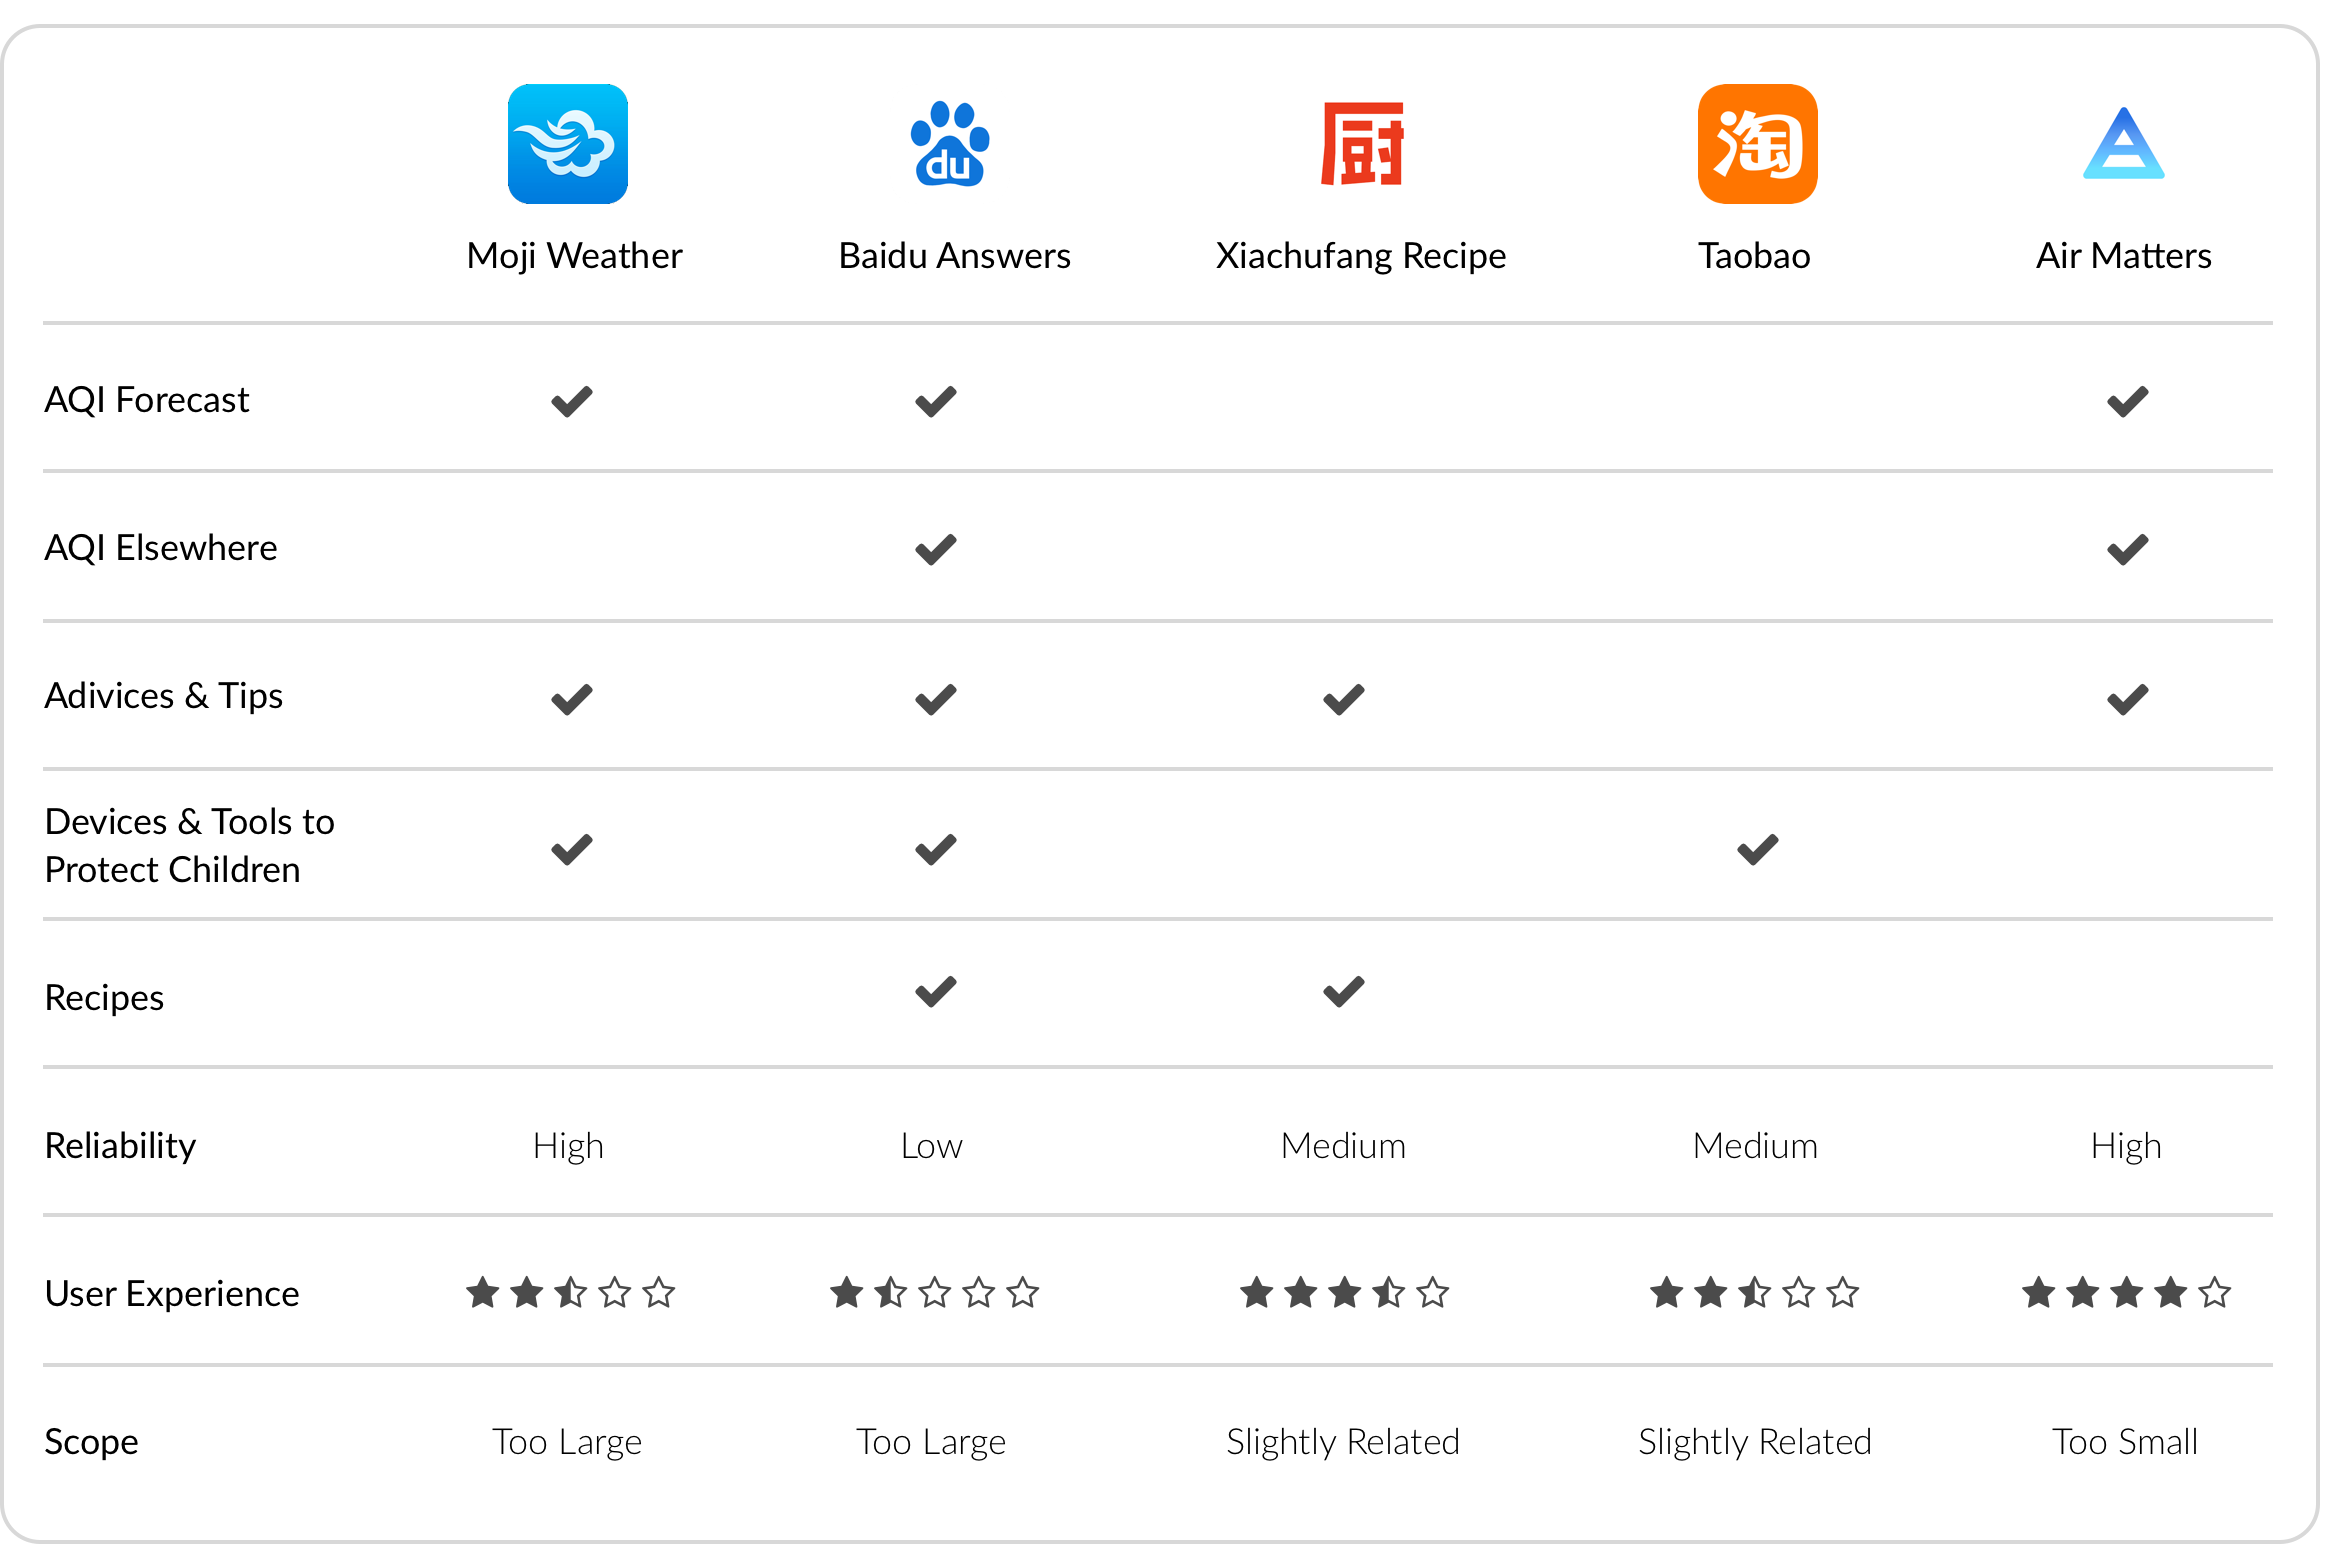 du
厨
淘
Moji Weather
Baidu Answers
Xiachufang Recipe
Taobao
Air Matters
AQI Forecast
AQI Elsewhere
Adivices & Tips
Devices & Tools to
Protect Children
Recipes
Reliability
High
Low
Medium
Medium
High
User Experience
Scope
Too Large
Too Large
Slightly Related
Slightly Related
Too Small